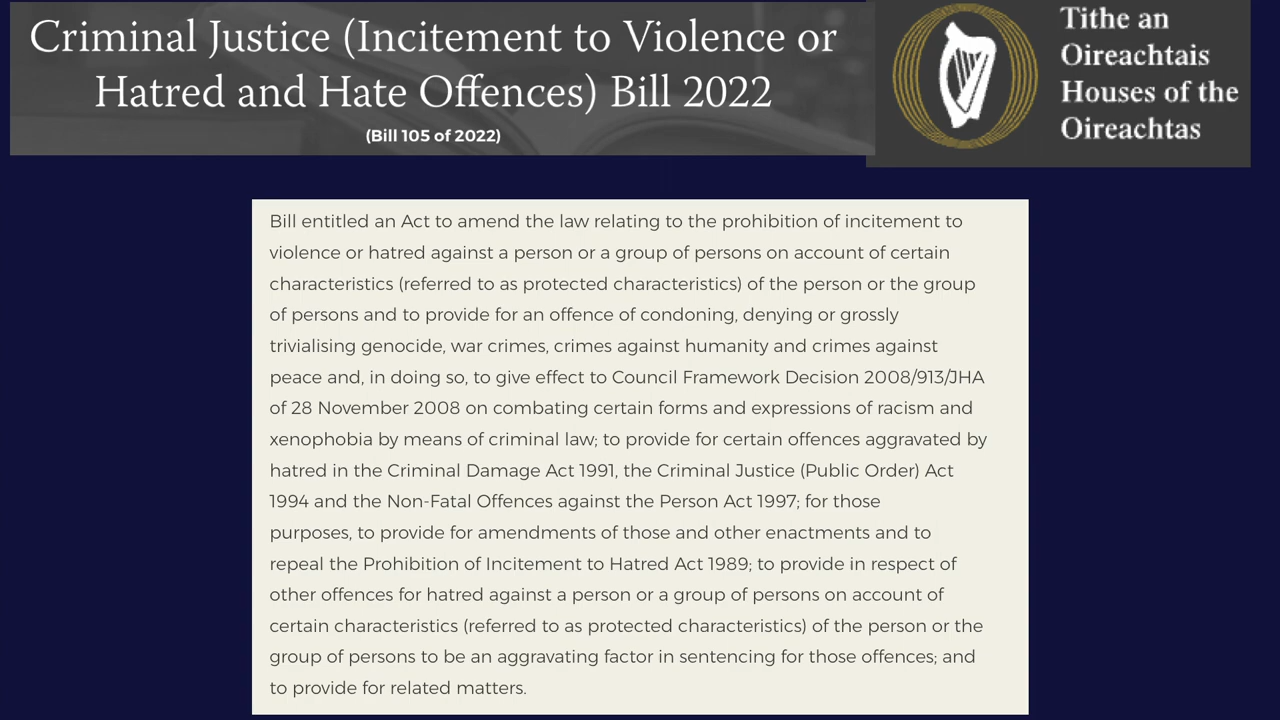 Criminal Justice (Incitement to Violence or
Hatred and Hate Offences) Bill 2022
(Bill 105 of 2022)
Tithe an
Oireachtais
Houses of the
Oireachtas
Bill entitled an Act to amend the law relating to the prohibition of incitement to
violence or hatred against a person or a group of persons on account of certain
characteristics (referred to as protected characteristics) of the person or the group
of persons and to provide for an offence of condoning, denying or grossly
trivialising genocide, war crimes, crimes against humanity and crimes against
peace and, in doing so, to give effect to Council Framework Decision 2008/913/JHA
of 28 November 2008 on combating certain forms and expressions of racism and
xenophobia by means of criminal law; to provide for certain offences aggravated by
hatred in the Criminal Damage Act 1991, the Criminal Justice (Public Order) Act
1994 and the Non-Fatal Offences against the Person Act 1997; for those
purposes, to provide for amendments of those and other enactments and to
repeal the Prohibition of Incitement to Hatred Act 1989; to provide in respect of
other offences for hatred against a person or a group of persons on account of
certain characteristics (referred to as protected characteristics) of the person or the
group of persons to be an aggravating factor in sentencing for those offences; and
to provide for related matters.